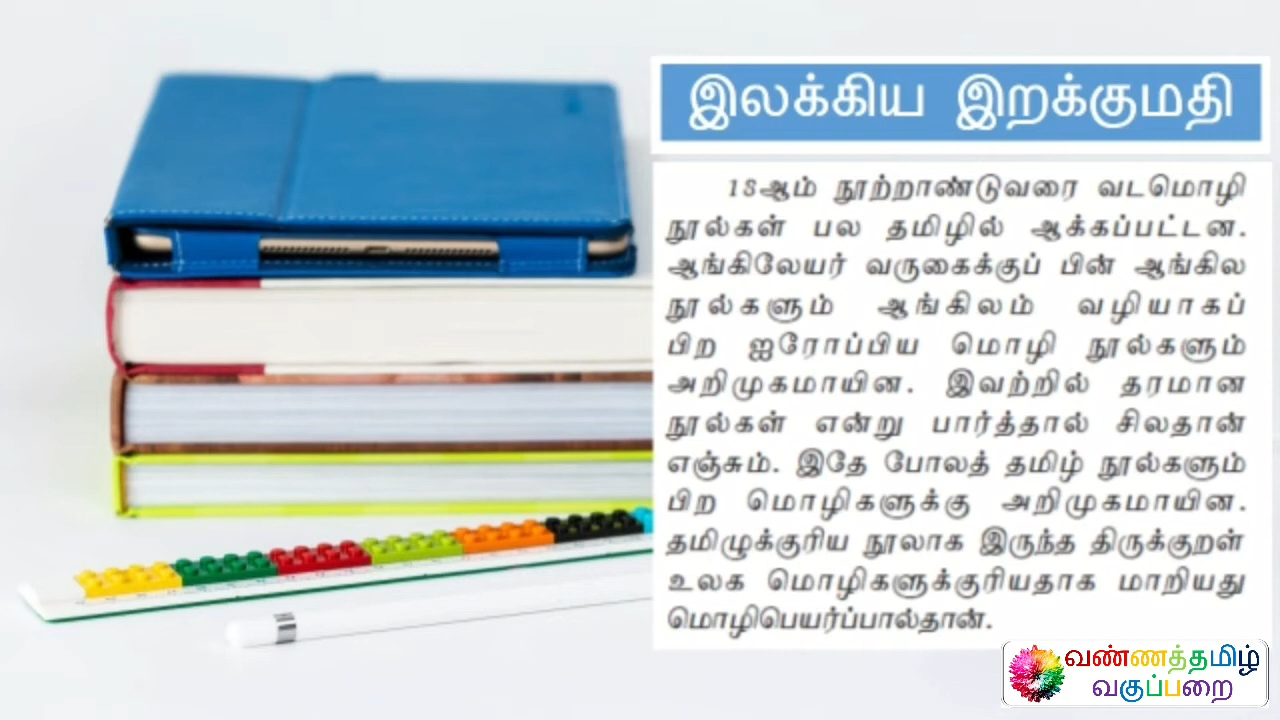 இலக்கிய இறக்குமதி
18ஆம் நூற்றாண்டுவரை வடமொழி
நூல்கள் பல தமிழில் ஆக்கப்பட்டன.
ஆங்கிலேயர் வருகைக்குப் பின் ஆங்கில
நூல்களும் ஆங்கிலம் வழியாகப்
பிற ஐரோப்பிய மொழி நூல்களும்
அறிமுகமாயின. இவற்றில் தரமான
நூல்கள் என்று பார்த்தால் சிலதான்
எஞ்சும். இதே போலத் தமிழ் நூல்களும்
பிற மொழிகளுக்கு அறிமுகமாயின.
தமிழுக்குரிய நூலாக இருந்த திருக்குறள்
உலக மொழிகளுக்குரியதாக மாறியது
மொழிபெயர்ப்பால்தான்.
வண்ணத்தமிழ்
வகுப்பறை